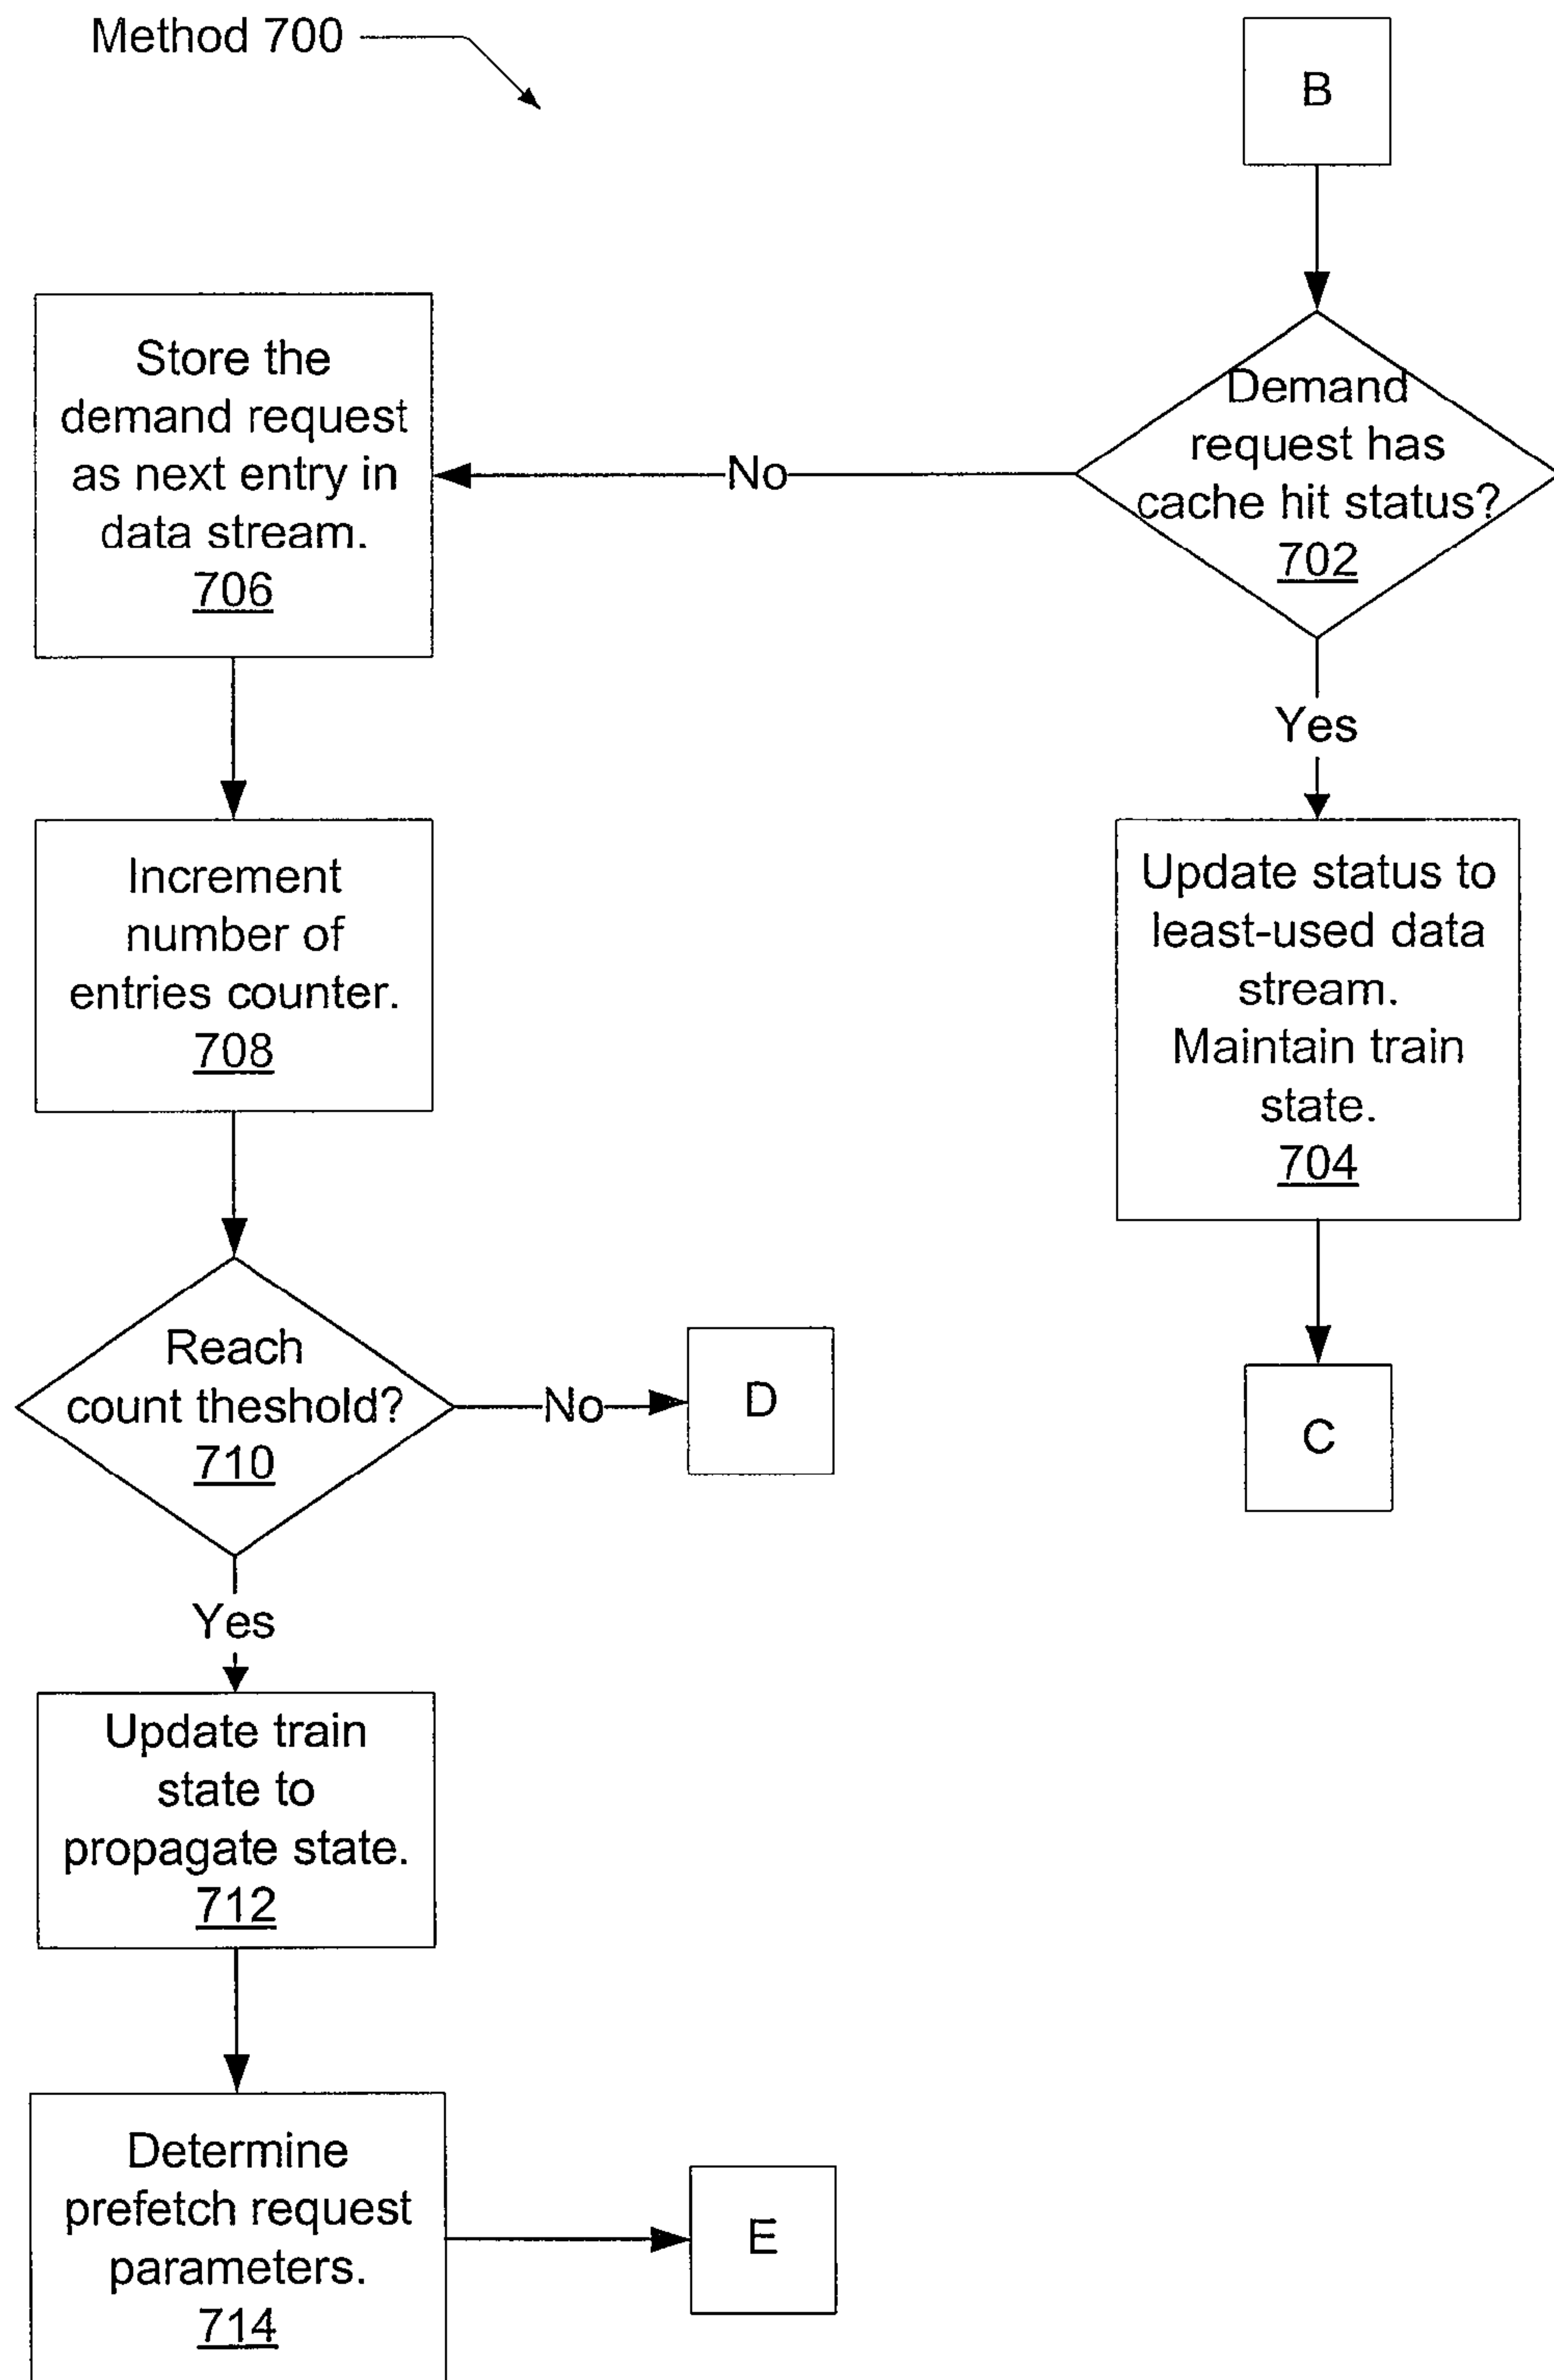 Method 700
B
Demand
request has
cache hit status?
702
No
Yes
Store the
demand request
as next entry in
data stream.
706
Update status to
least-used data
stream.
Maintain train
state.
704
C
Increment
number of
entries counter.
708
Reach
count theshold?
710
No
D
Yes
Update train
state to
propagate state.
712
Determine
prefetch request
parameters.
714
E